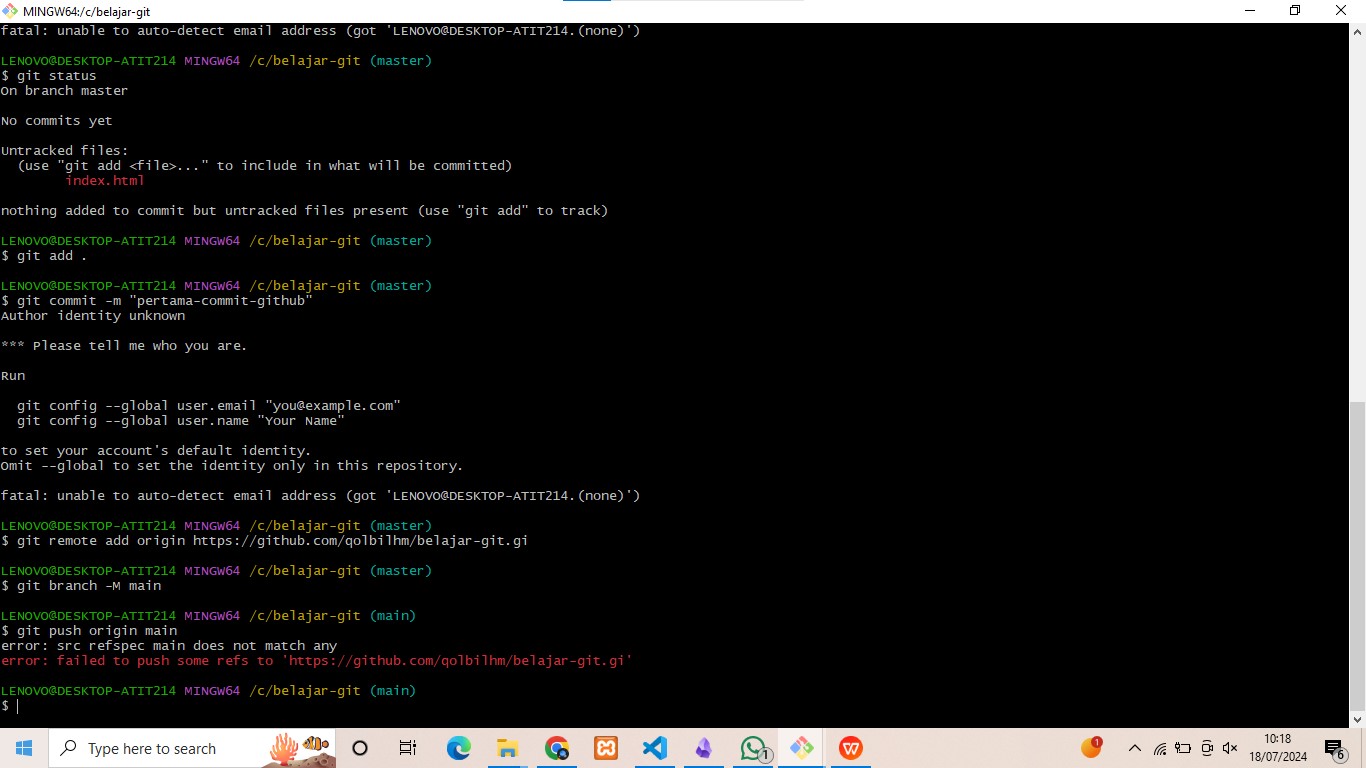 MINGW64:/c/belajar-git
fatal: unable to auto-detect email address (got 'LENOVO@DESKTOP-ATIT214.(none)')
LENOVO@DESKTOP-ATIT214 MINGW64 /c/belajar-git (master)
$ git status
On branch master
No commits yet
Untracked files:
(use "git add <file>..." to include in what will be committed)
index.html
nothing added to commit but untracked files present (use "git add" to track)
LENOVO@DESKTOP-ATIT214 MINGW64 /c/belajar-git (master)
$ git add .
LENOVO@DESKTOP-ATIT214 MINGW64 /c/belajar-git (master)
$ git commit -m "pertama-commit-github"
Author identity unknown
*** Please tell me who you are.
Run
git config --global user.email "you@example.com"
git config --global user.name "Your Name"
to set your account's default identity.
Omit --global to set the identity only in this repository.
fatal: unable to auto-detect email address (got 'LENOVO@DESKTOP-ATIT214.(none)')
LENOVO@DESKTOP-ATIT214 MINGW64 /c/belajar-git (master)
$ git remote add origin https://github.com/qolbilhm/belajar-git.gi
LENOVO@DESKTOP-ATIT214 MINGW64 /c/belajar-git (master)
$ git branch -M main
LENOVO@DESKTOP-ATIT214 MINGW64 /c/belajar-git (main)
$ git push origin main
error: src refspec main does not match any
error: failed to push some refs to 'https://github.com/qolbilhm/belajar-git.gi'
LENOVO@DESKTOP-ATIT214 MINGW64 /c/belajar-git (main)
$
Type here to search
1
1
10:18
18/07/2024
6